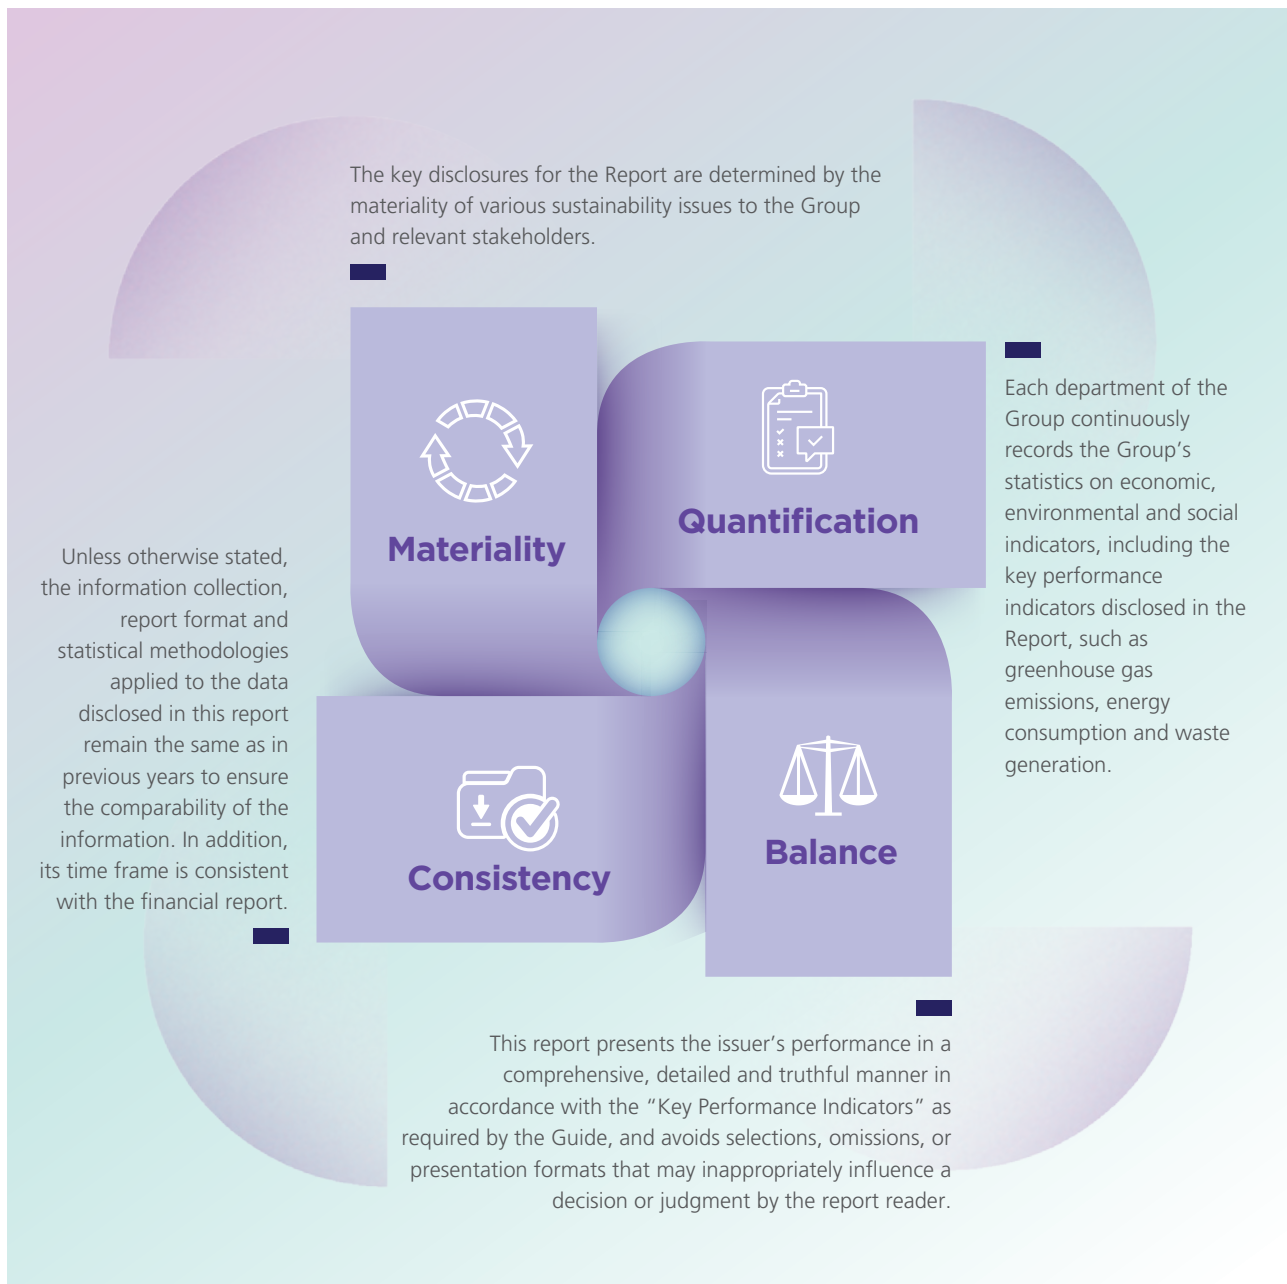 The key disclosures for the Report are determined by the
materiality of various sustainability issues to the Group
and relevant stakeholders.
Materiality
Quantification
Each department of the
Group continuously
records the Group's
statistics on economic,
environmental and social
indicators, including the
key performance
indicators disclosed in the
Report, such as
greenhouse gas
emissions, energy
consumption and waste
generation.
Unless otherwise stated,
the information collection,
report format and
statistical methodologies
applied to the data
disclosed in this report
remain the same as in
previous years to ensure
the comparability of the
information. In addition,
its time frame is consistent
with the financial report.
Consistency
Balance
This report presents the issuer's performance in a
comprehensive, detailed and truthful manner in
accordance with the “Key Performance Indicators” as
required by the Guide, and avoids selections, omissions, or
presentation formats that may inappropriately influence a
decision or judgment by the report reader.